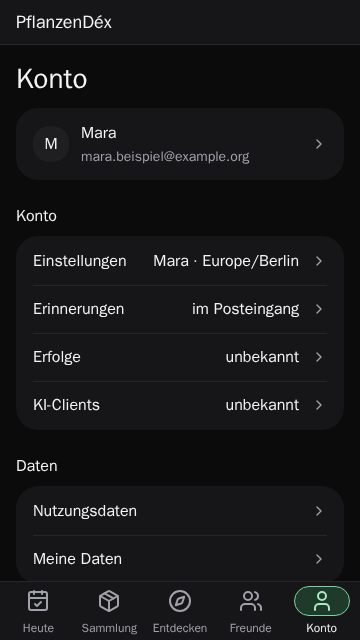 PflanzenDéx
Konto
M
Mara
mara.beispiel@example.org
Konto
Einstellungen Mara · Europe/Berlin
Erinnerungen im Posteingang
Erfolge unbekannt
KI-Clients unbekannt
Daten
Nutzungsdaten
Meine Daten
Heute Sammlung Entdecken Freunde Konto